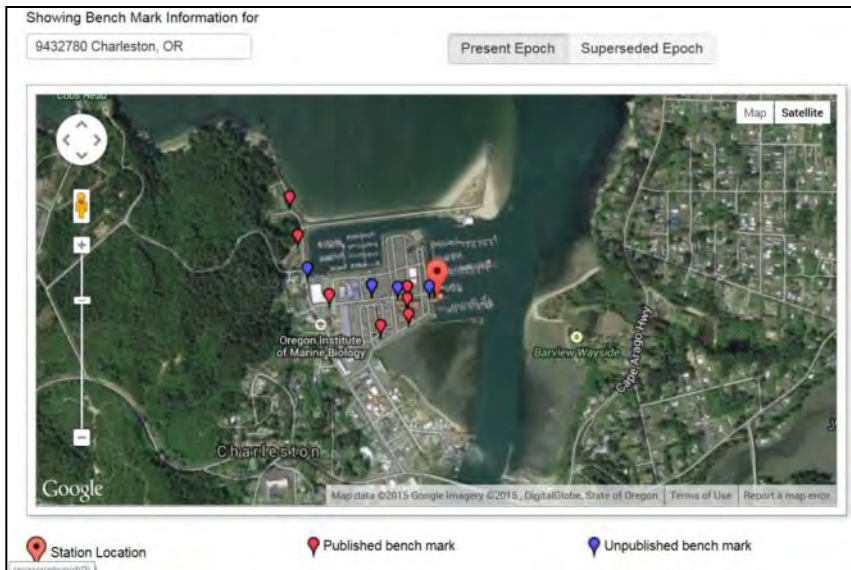 Showing Bench Mark Information for
9432780 Charleston, OR
Present Epoch Superseded Epoch
Coos Head
Map Satellite
Oregon Institute
of Marine Biology
Barview Wayside
Cape Arago Hwy
Charleston
J
Google
Map data ©2015 Google Imagery ©2015, DigitalGlobe, State of Oregon Terms of Use Report a map error
Station Location
Published bench mark
Unpublished bench mark